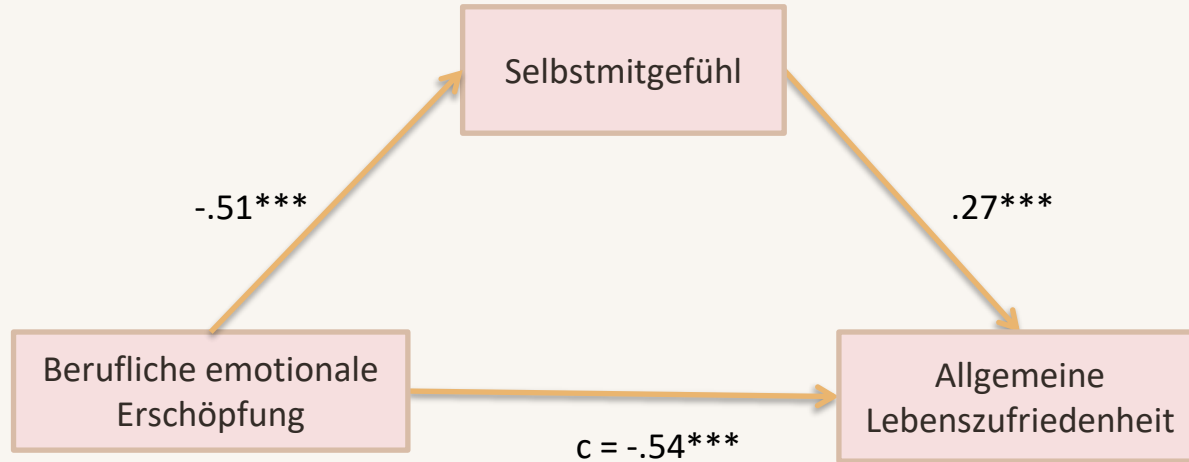 Selbstmitgefühl
-.51***
.27***
Berufliche emotionale
Erschöpfung
Allgemeine
Lebenszufriedenheit
c = -.54***